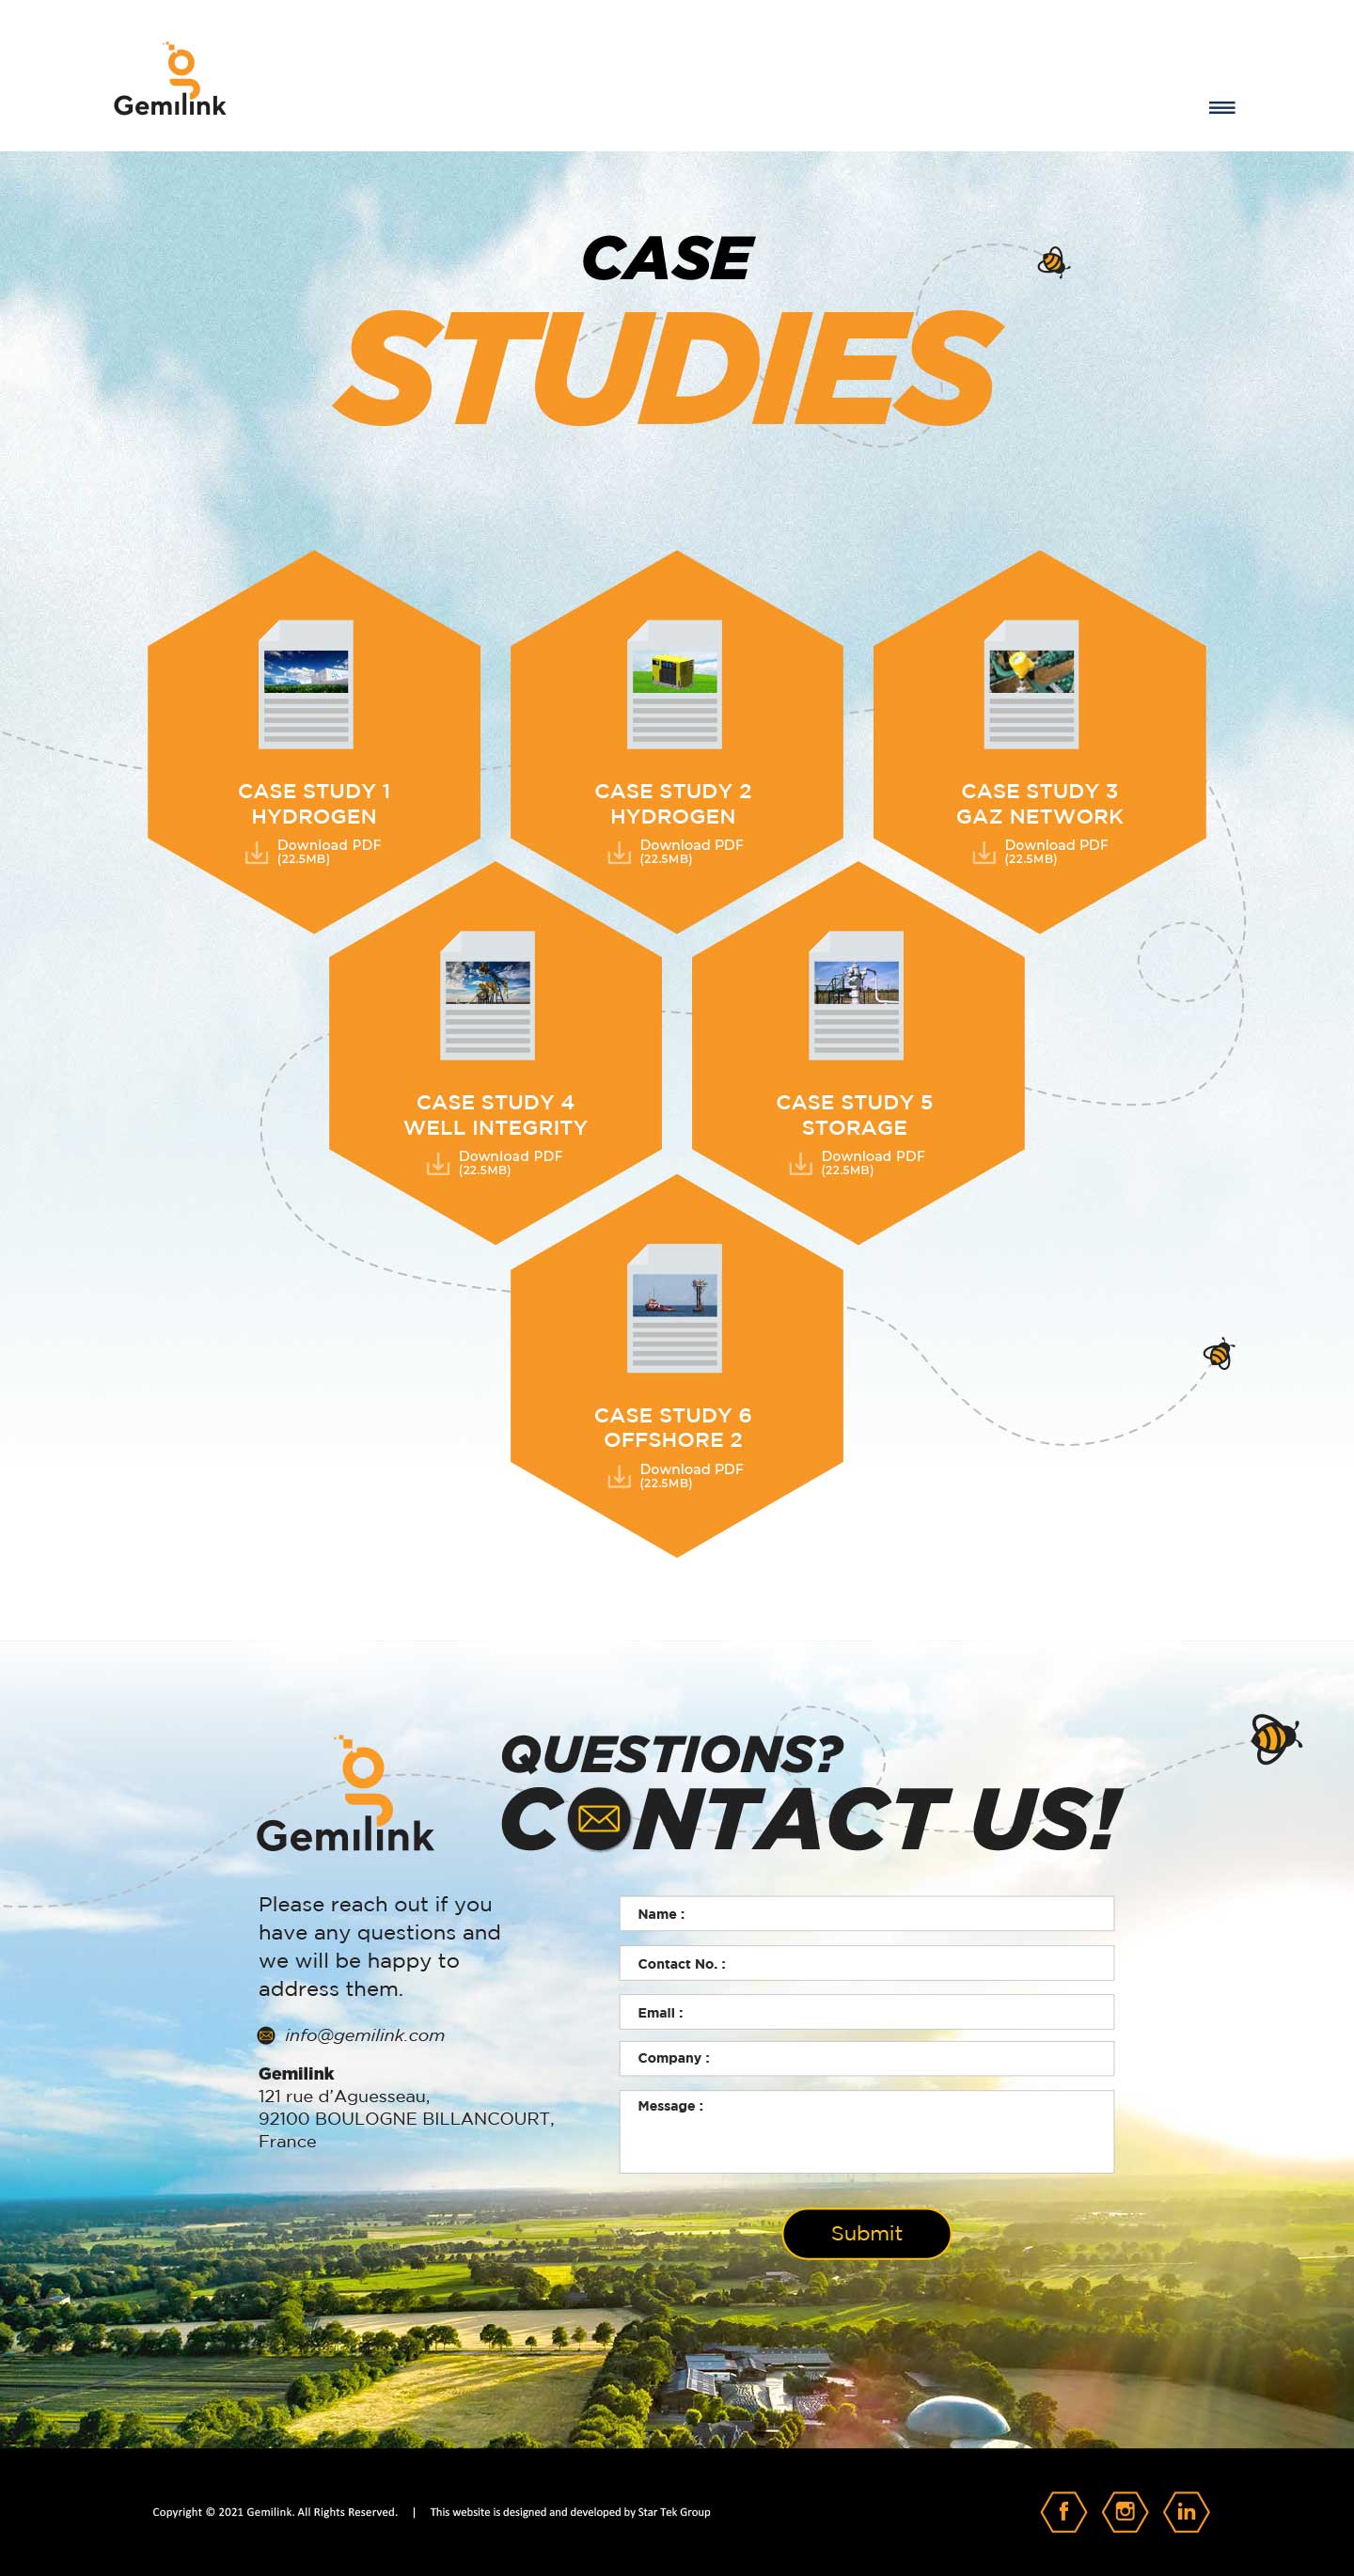 Gemilink
CASE
STUDIES
CASE STUDY 1
HYDROGEN
Download PDF
(22.5MB)
CASE STUDY 2
HYDROGEN
Download PDF
(22.5MB)
CASE STUDY 3
GAZ NETWORK
Download PDF
(22.5MB)
CASE STUDY 4
WELL INTEGRITY
Download PDF
(22.5MB)
CASE STUDY 5
STORAGE
Download PDF
(22.5MB)
CASE STUDY 6
OFFSHORE 2
Download PDF
(22.5MB)
Gemilink
QUESTIONS?
CONTACT US!
Please reach out if you
have any questions and
we will be happy to
address them.
info@gemilink.com
Gemilink
121 rue d’Aguesseau,
92100 BOULOGNE BILLANCOURT,
France
Name :
Contact No. :
Email :
Company :
Message :
Submit
Copyright © 2021 Gemilink. All Rights Reserved. | This website is designed and developed by Star Tek Group